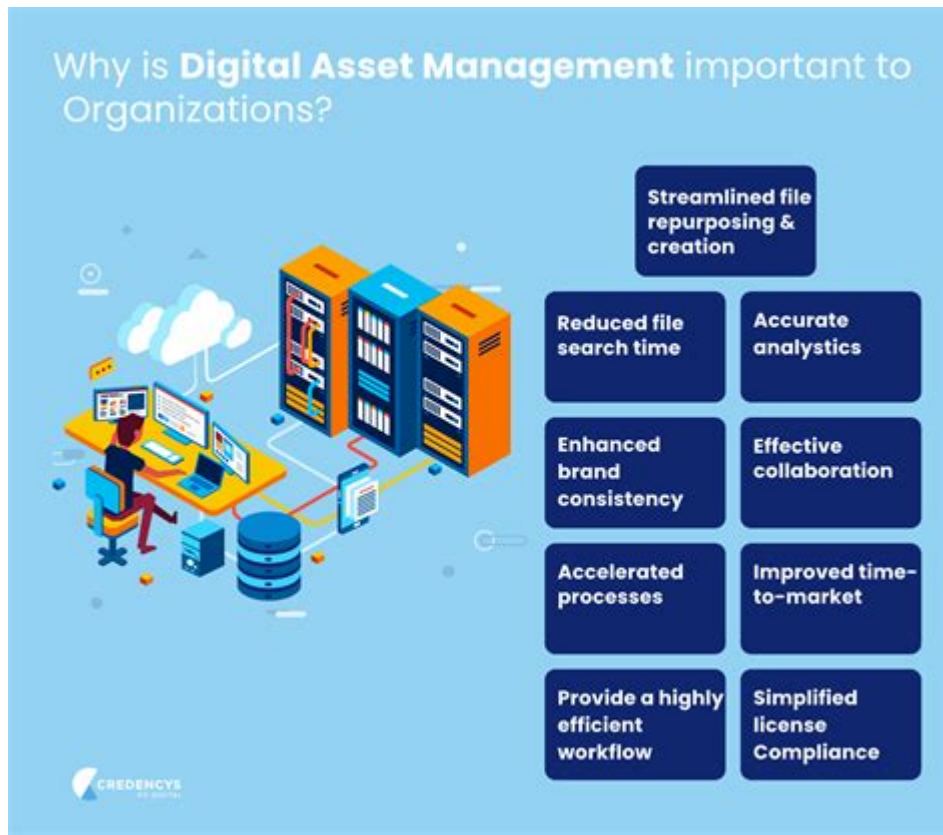 Why is Digital Asset Management important to
Organizations?
Streamlined file
repurposing &
creation
Reduced file
search time
Accurate
analystics
Enhanced
brand
consistency
Effective
collaboration
Accelerated
processes
Improved time-
to-market
Provide a highly
efficient
workflow
Simplified
license
Compliance
CREDENCYS